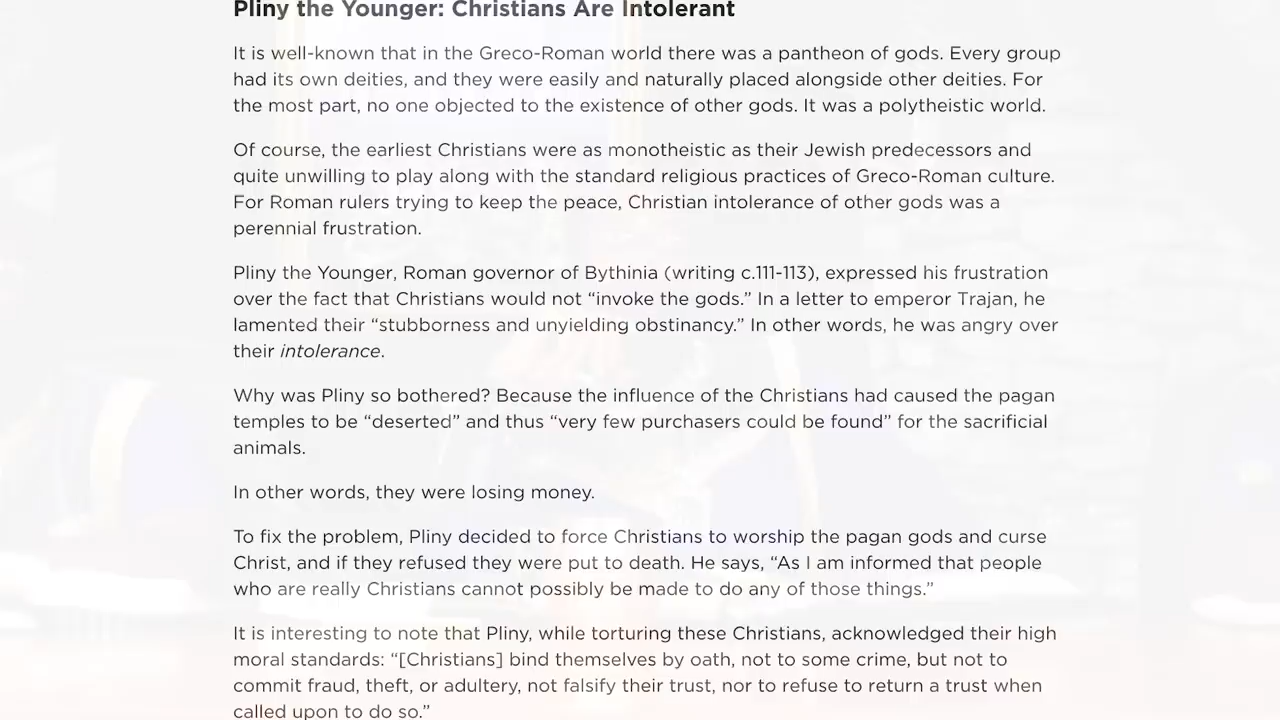 Pliny the Younger: Christians Are Intolerant
It is well-known that in the Greco-Roman world there was a pantheon of gods. Every group
had its own deities, and they were easily and naturally placed alongside other deities. For
the most part, no one objected to the existence of other gods. It was a polytheistic world.
Of course, the earliest Christians were as monotheistic as their Jewish predecessors and
quite unwilling to play along with the standard religious practices of Greco-Roman culture.
For Roman rulers trying to keep the peace, Christian intolerance of other gods was a
perennial frustration.
Pliny the Younger, Roman governor of Bythinia (writing c.111-113), expressed his frustration
over the fact that Christians would not “invoke the gods.” In a letter to emperor Trajan, he
lamented their “stubborness and unyielding obstinancy.” In other words, he was angry over
their intolerance.
Why was Pliny so bothered? Because the influence of the Christians had caused the pagan
temples to be “deserted” and thus “very few purchasers could be found” for the sacrificial
animals.
In other words, they were losing money.
To fix the problem, Pliny decided to force Christians to worship the pagan gods and curse
Christ, and if they refused they were put to death. He says, “As I am informed that people
who are really Christians cannot possibly be made to do any of those things.”
It is interesting to note that Pliny, while torturing these Christians, acknowledged their high
moral standards: “[Christians] bind themselves by oath, not to some crime, but not to
commit fraud, theft, or adultery, not falsify their trust, nor to refuse to return a trust when
called upon to do so.”